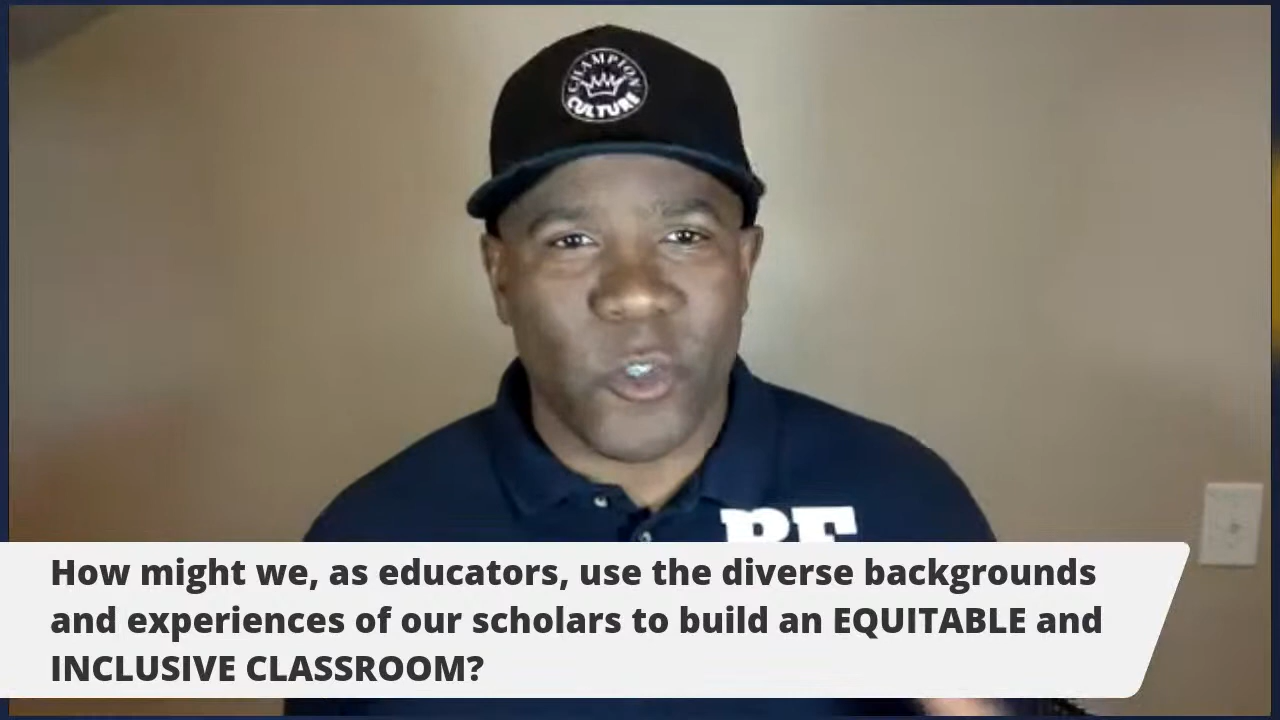 CHAMPION
CULTURE
How might we, as educators, use the diverse backgrounds
and experiences of our scholars to build an EQUITABLE and
INCLUSIVE CLASSROOM?